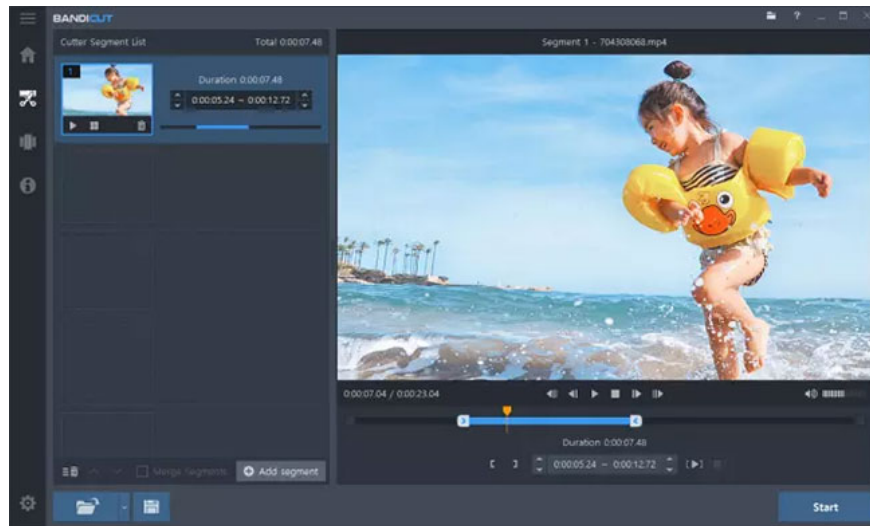 BANDICUT
?
Cutter Segment List
Total 0:00:07.48
Segment 1 - 704308068.mp4
1
Duration 0:00:07.48
0:00:05.24 ~ 0:00:12.72
0:00:07.04 / 0:00:23.04
Duration 0:00:07.48
[ ] 0:00:05.24 ~ 0:00:12.72
Merge Segments
Add segment
Start